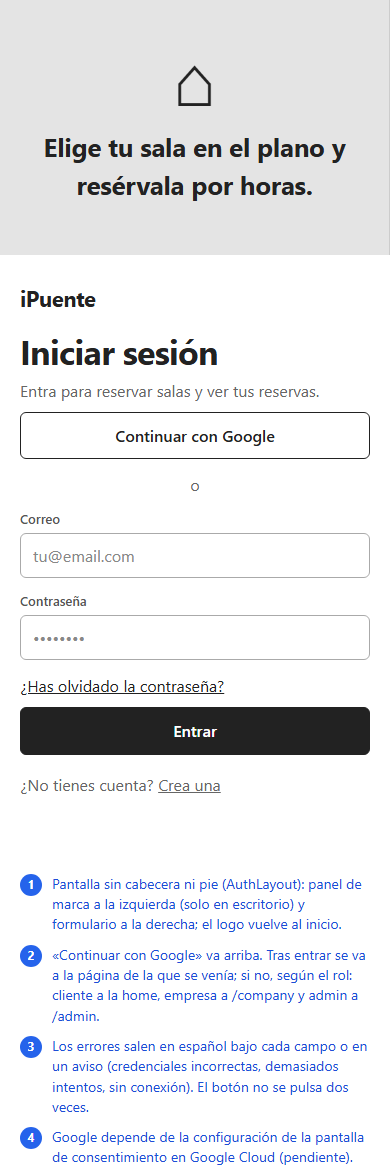 Elige tu sala en el plano y
resérvala por horas.
iPuente
Iniciar sesión
Entra para reservar salas y ver tus reservas.
Continuar con Google
o
Correo
tu@email.com
Contraseña
••••••••
¿Has olvidado la contraseña?
Entrar
¿No tienes cuenta? Crea una
1 Pantalla sin cabecera ni pie (AuthLayout): panel de
marca a la izquierda (solo en escritorio) y
formulario a la derecha; el logo vuelve al inicio.
2 «Continuar con Google» va arriba. Tras entrar se va
a la página de la que se venía; si no, según el rol:
cliente a la home, empresa a /company y admin a
/admin.
3 Los errores salen en español bajo cada campo o en
un aviso (credenciales incorrectas, demasiados
intentos, sin conexión). El botón no se pulsa dos
veces.
4 Google depende de la configuración de la pantalla
de consentimiento en Google Cloud (pendiente).